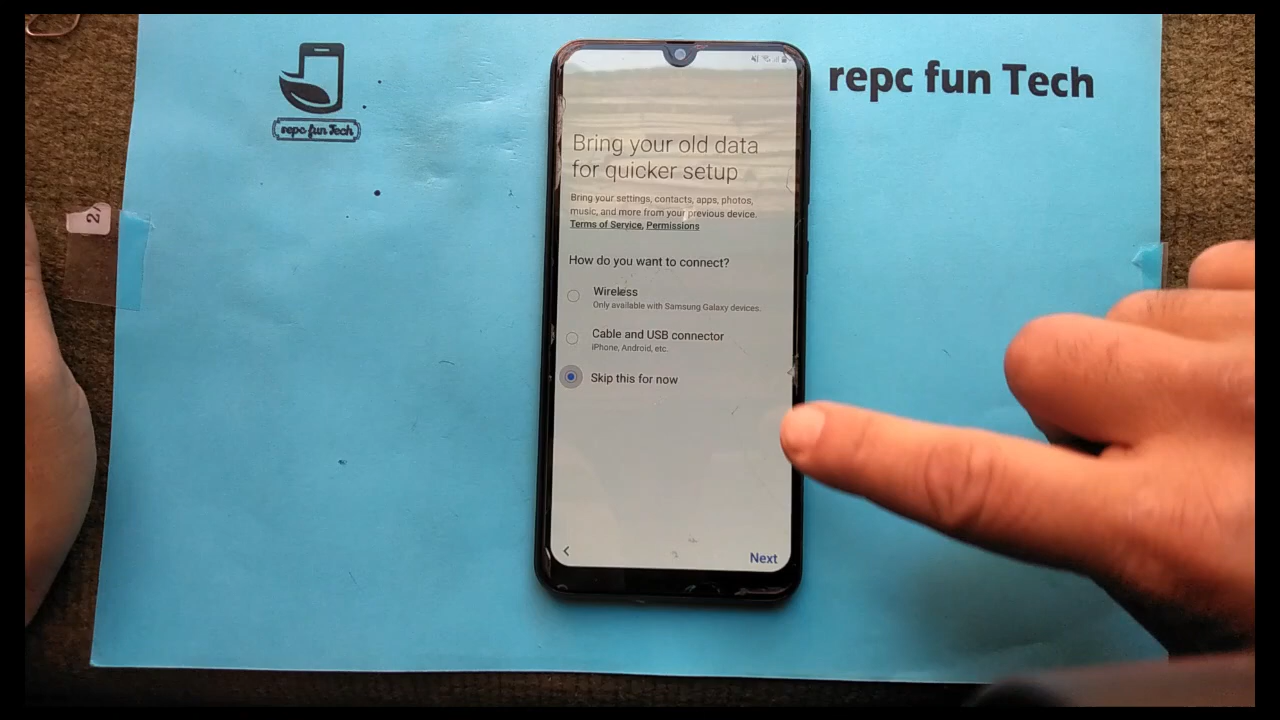 repc fun Tech
repc fun Tech
Bring your old data
for quicker setup
Bring your settings, contacts, apps, photos,
music, and more from your previous device.
Terms of Service, Permissions
How do you want to connect?
Wireless
Only available with Samsung Galaxy devices.
Cable and USB connector
iPhone, Android, etc.
Skip this for now
Next